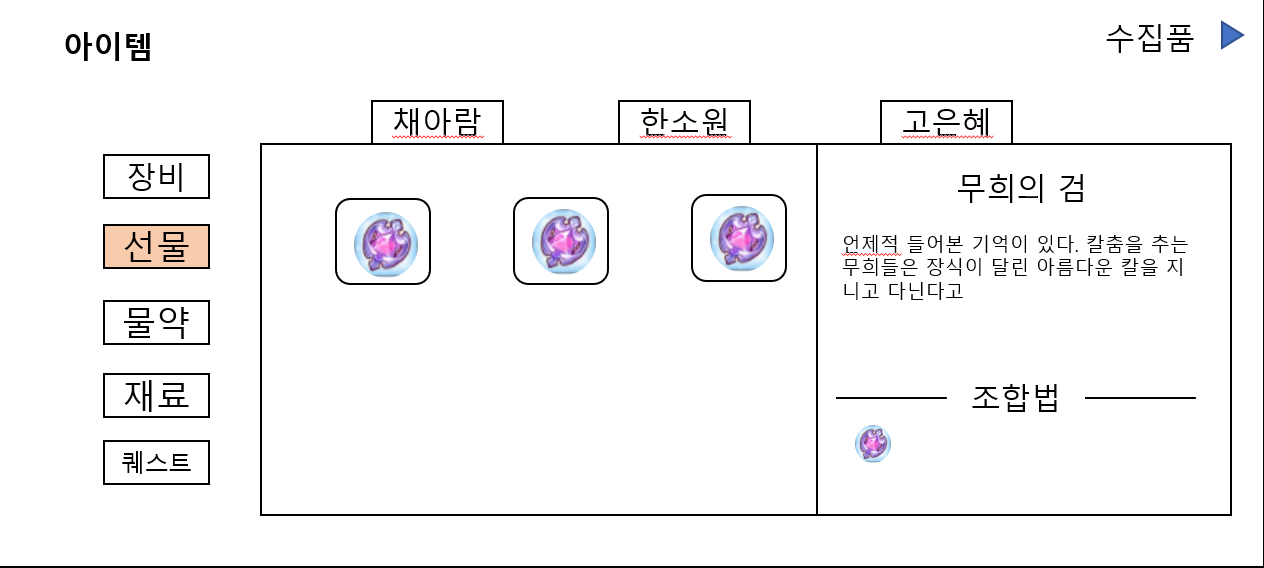 아이템
수집품
채아람
한소원
고은혜
장비
선물
물약
재료
퀘스트
무희의 검
언제적 들어본 기억이 있다. 칼춤을 추는
무희들은 장식이 달린 아름다운 칼을 지
니고 다닌다고
조합법